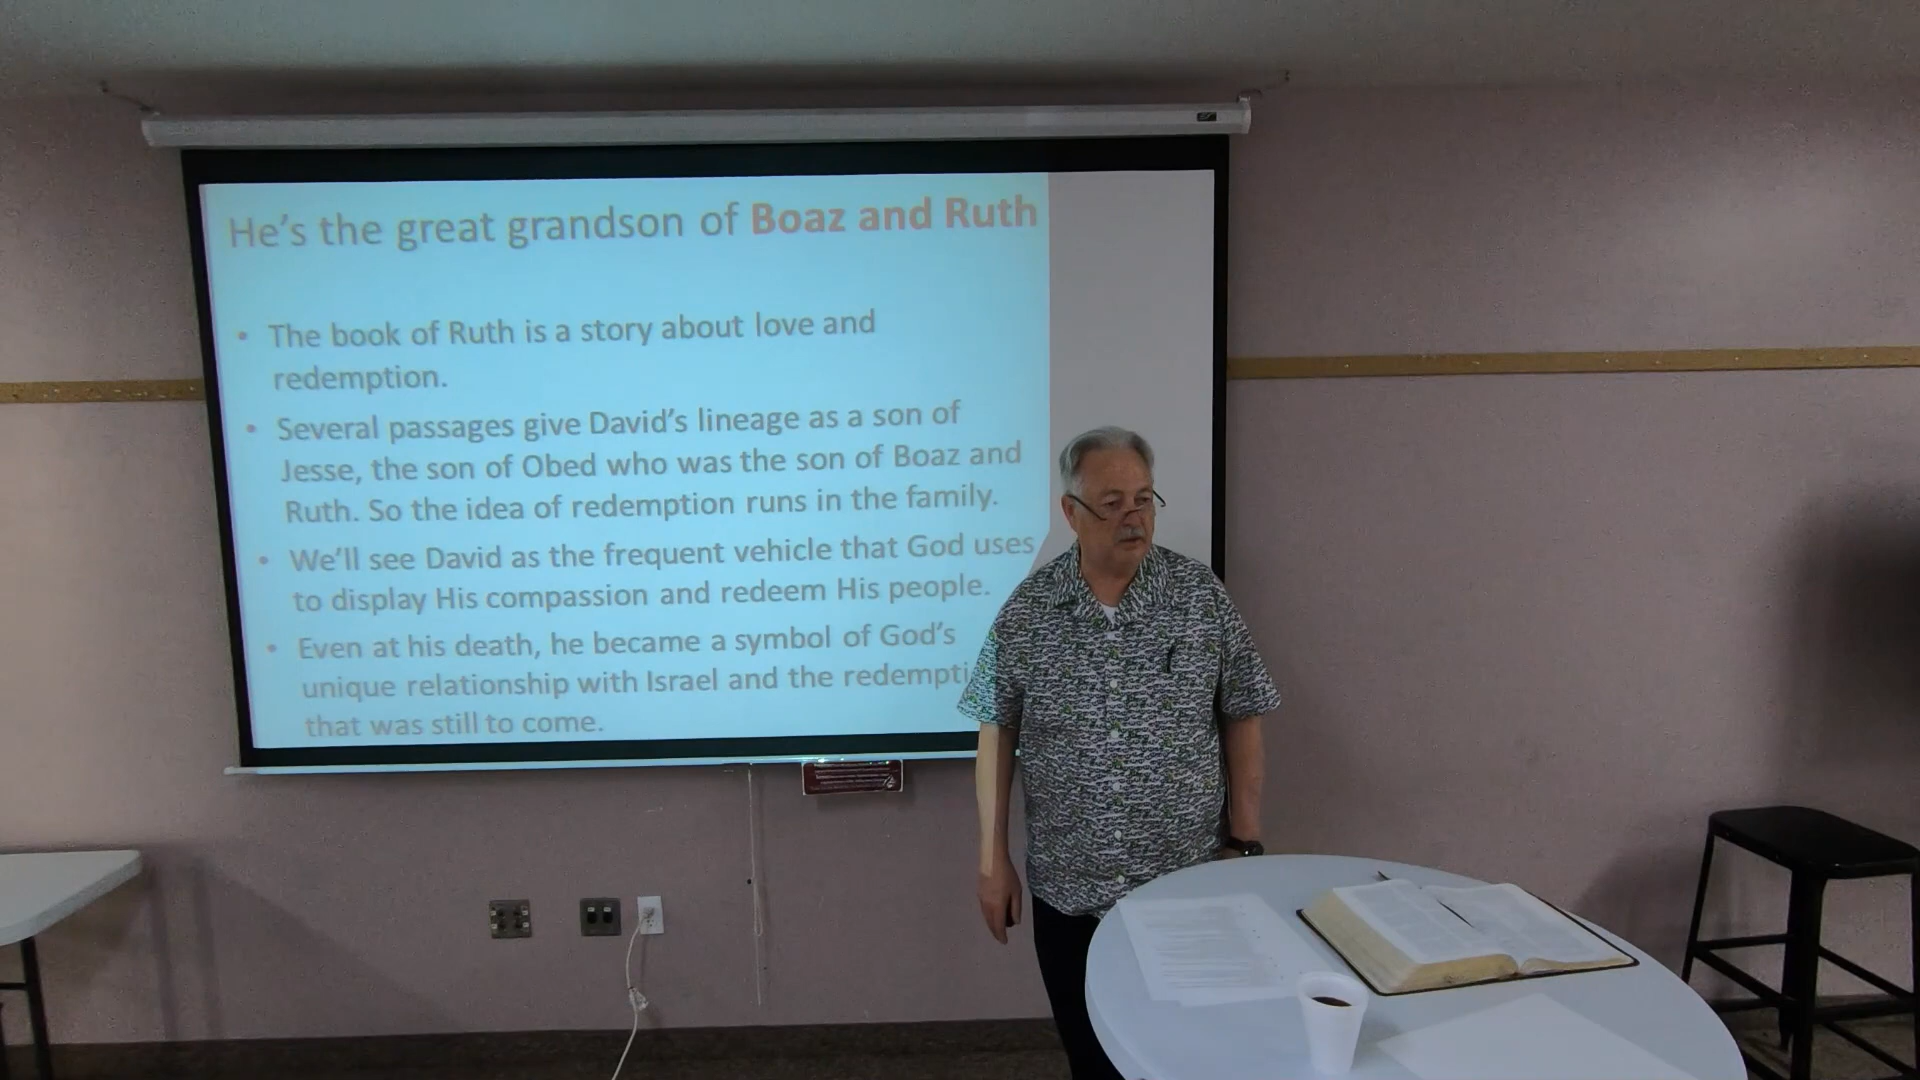 He's the great grandson of Boaz and Ruth
• The book of Ruth is a story about love and
redemption.
• Several passages give David's lineage as a son of
Jesse, the son of Obed who was the son of Boaz and
Ruth. So the idea of redemption runs in the family.
• We'll see David as the frequent vehicle that God uses
to display His compassion and redeem His people.
• Even at his death, he became a symbol of God's
unique relationship with Israel and the redempti
that was still to come.